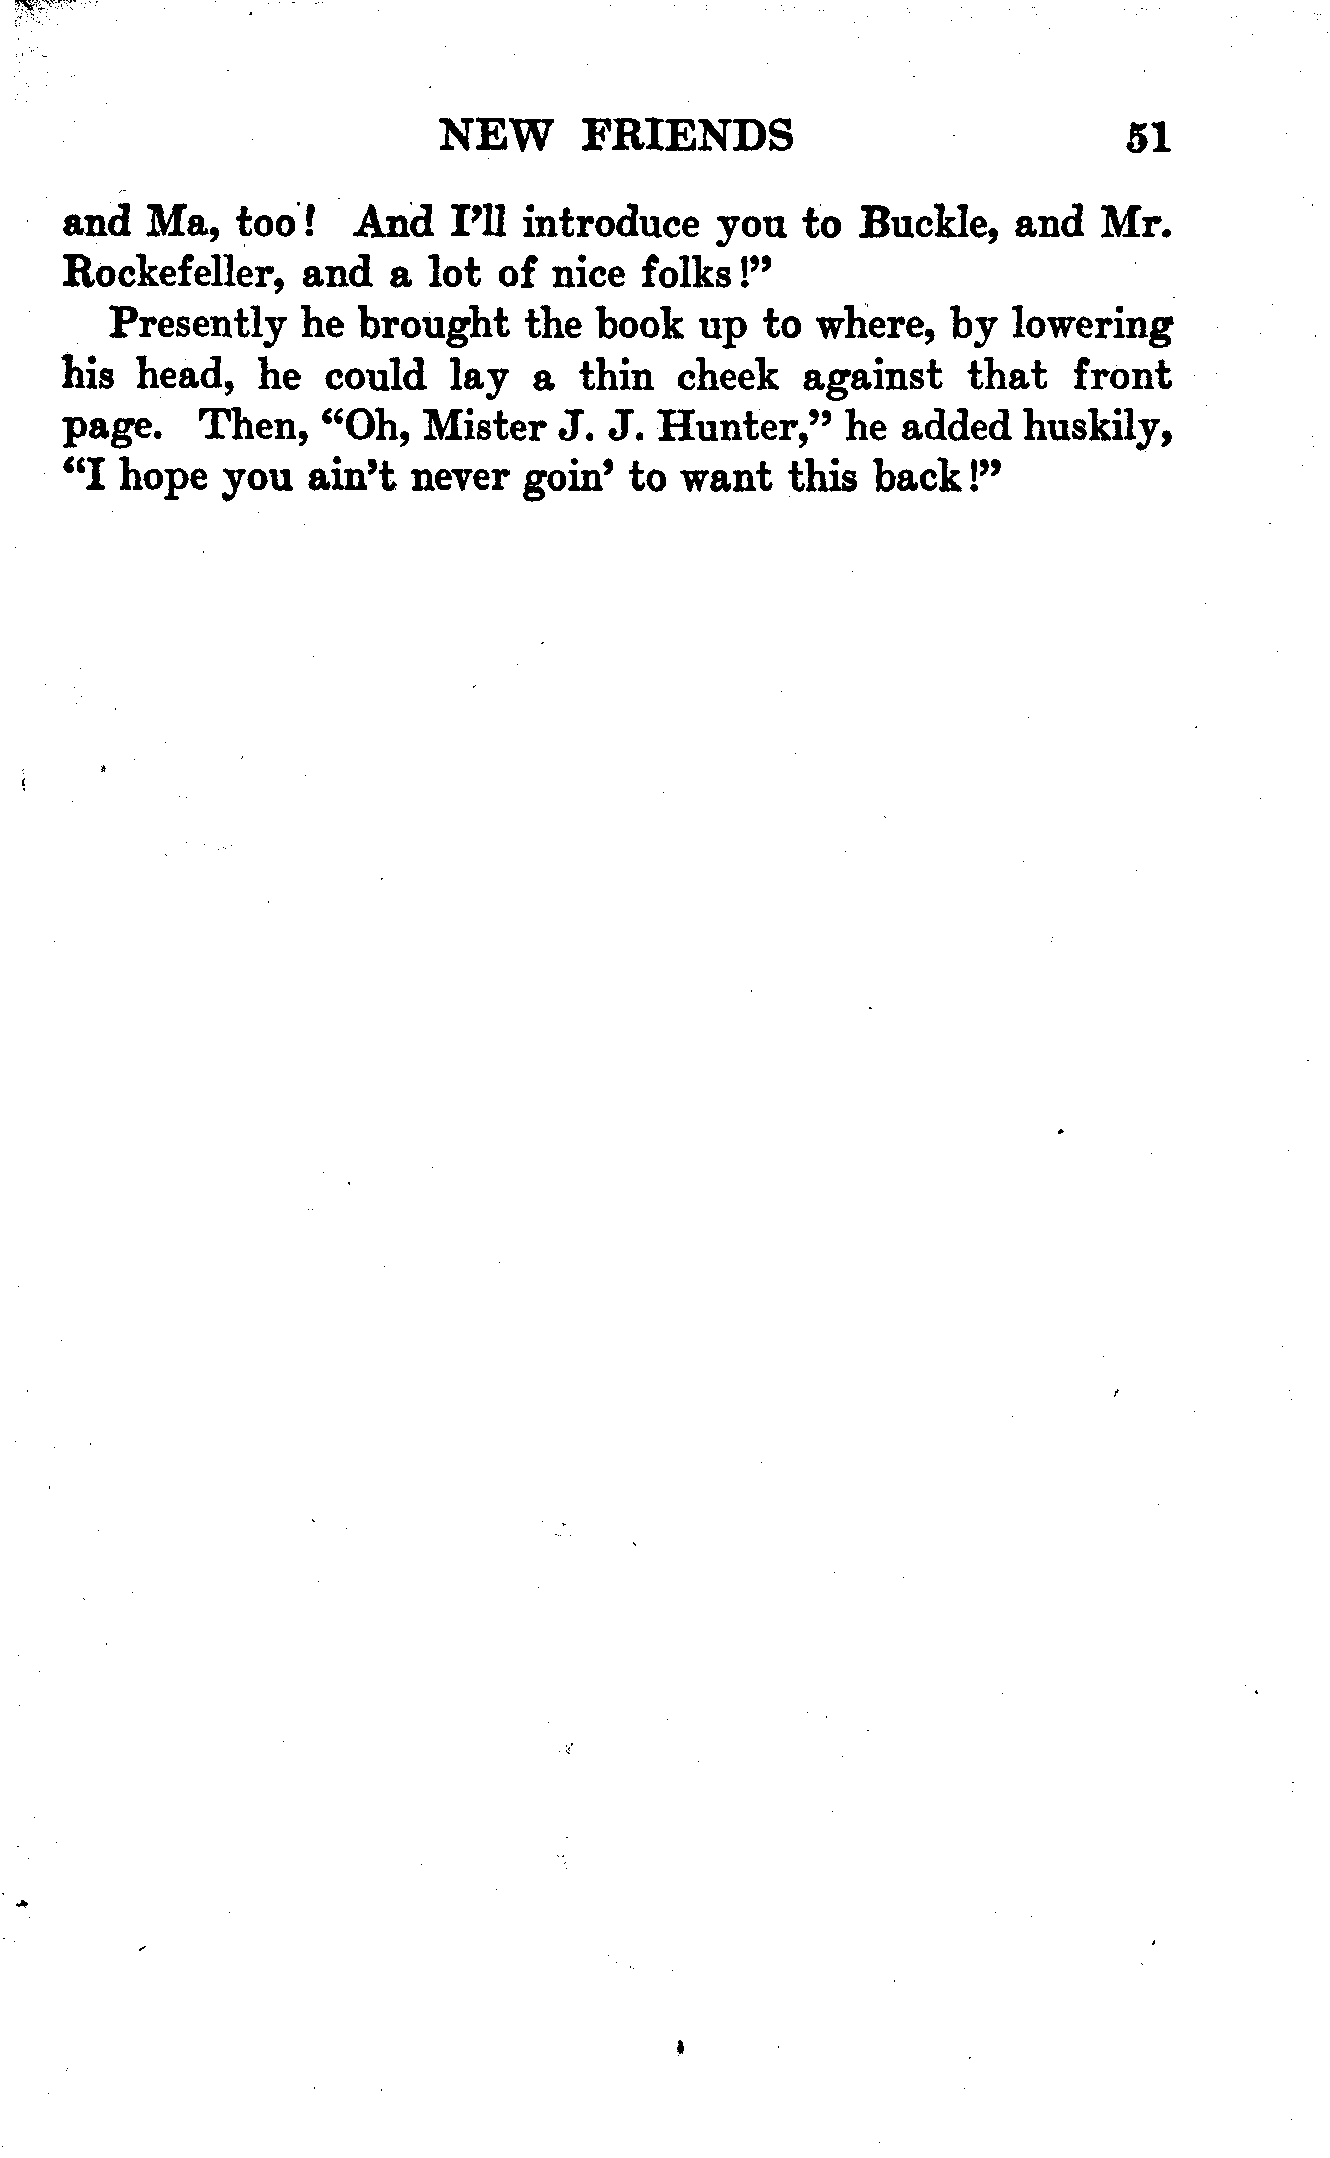 NEW FRIENDS 51
and Ma, too! And I'll introduce you to Buckle, and Mr.
Rockefeller, and a lot of nice folks!"
Presently he brought the book up to where, by lowering
his head, he could lay a thin cheek against that front
page. Then, "Oh, Mister J. J. Hunter," he added huskily,
"I hope you ain't never goin' to want this back!"